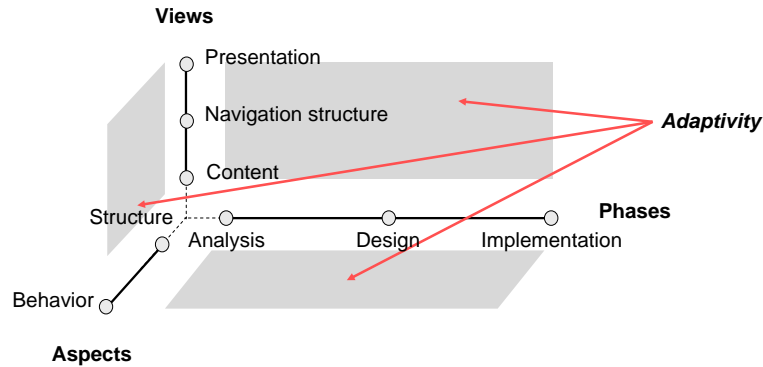 Views
Presentation
Navigation structure
Adaptivity
Content
Structure
Phases
Analysis
Design
Implementation
Behavior
Aspects